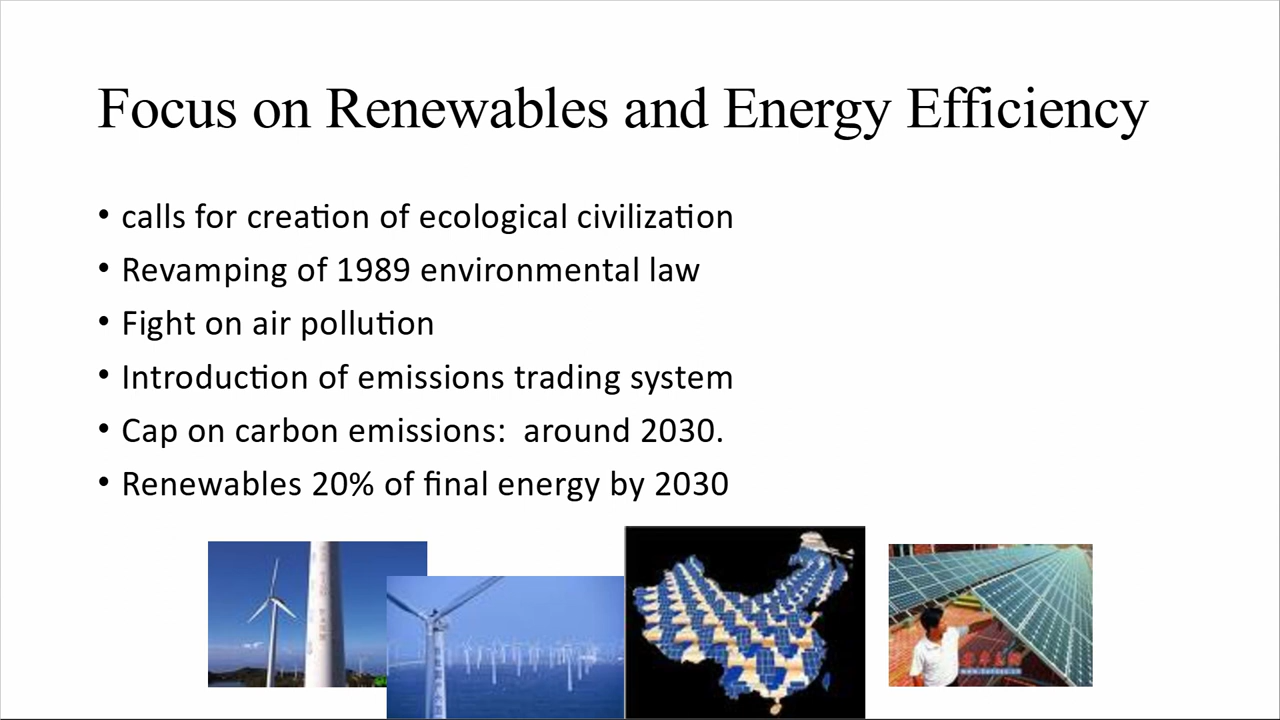 Focus on Renewables and Energy Efficiency
• calls for creation of ecological civilization
• Revamping of 1989 environmental law
• Fight on air pollution
• Introduction of emissions trading system
• Cap on carbon emissions:  around 2030.
• Renewables 20% of final energy by 2030